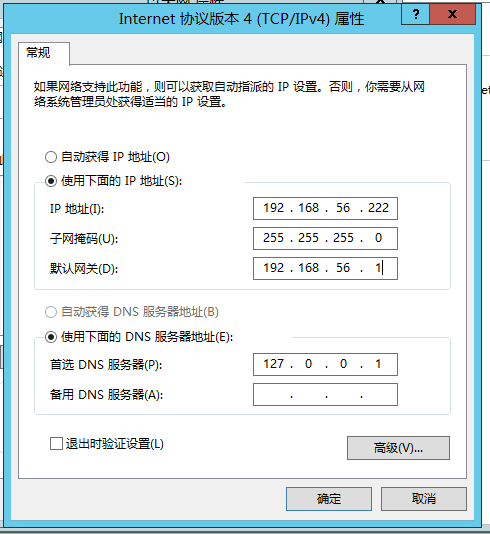 Internet 协议版本 4 (TCP/IPv4) 属性
? x
常规
如果网络支持此功能，则可以获取自动指派的 IP 设置。否则，你需要从网
络系统管理员处获得适当的 IP 设置。
自动获得 IP 地址(O)
使用下面的 IP 地址(S):
IP 地址(I): 192 . 168 . 56 . 222
子网掩码(U): 255 . 255 . 255 . 0
默认网关(D): 192 . 168 . 56 . 1
自动获得 DNS 服务器地址(B)
使用下面的 DNS 服务器地址(E):
首选 DNS 服务器(P): 127 . 0 . 0 . 1
备用 DNS 服务器(A): . . .
退出时验证设置(L)
高级(V)...
确定 取消